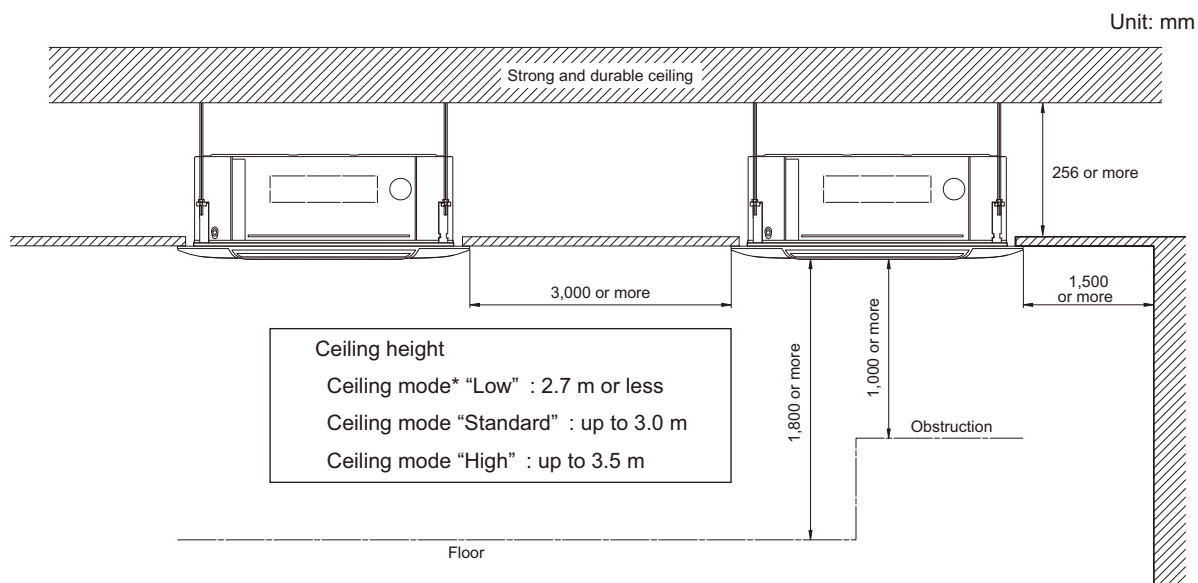 Unit: mm
Strong and durable ceiling
256 or more
3,000 or more
1,500
or more
1,800 or more
1,000 or more
Ceiling height
Ceiling mode* “Low” : 2.7 m or less
Ceiling mode “Standard” : up to 3.0 m
Ceiling mode “High” : up to 3.5 m
Obstruction
Floor